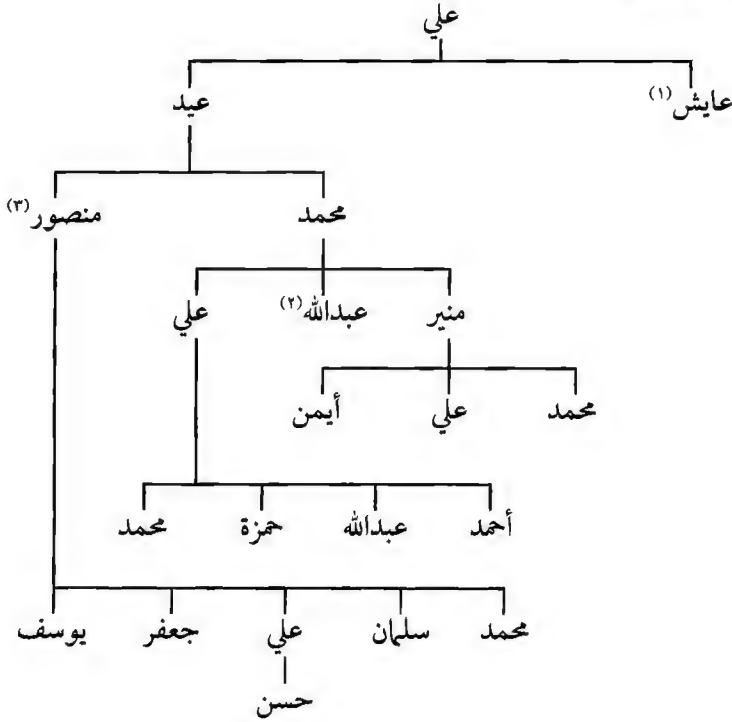 علي
عايش (١) عيد
محمد منصور (٣)
منير عبدالله (٢) علي
محمد علي أيمن
أحمد عبدالله حمزة محمد
محمد سلمان علي جعفر يوسف
حسن